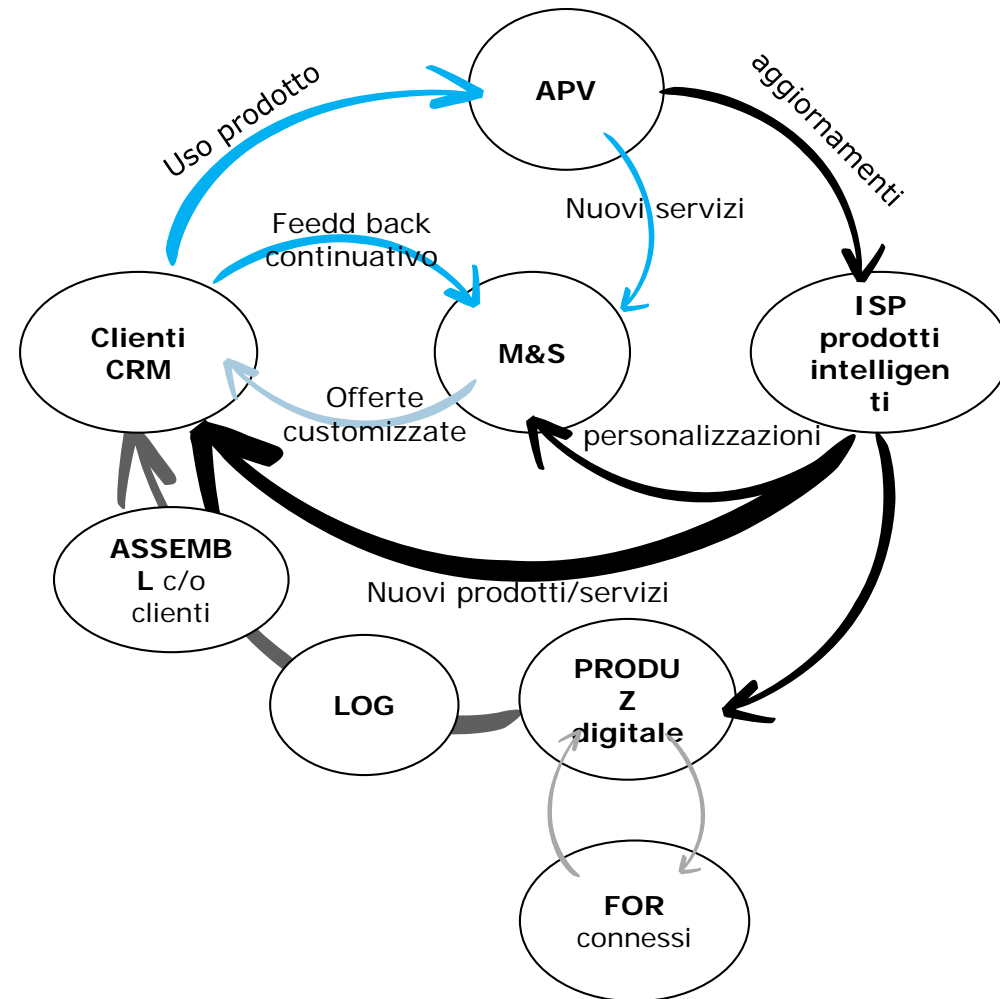 APV
aggiornamenti
Uso prodotto
Nuovi servizi
Feedd back
continuativo
Clienti
CRM
M&S
ISP
prodotti
intelligen
ti
Offerte
customizzate
personalizzazioni
ASSEMB
L c/o
clienti
Nuovi prodotti/servizi
LOG
PRODU
Z
digitale
FOR
connessi